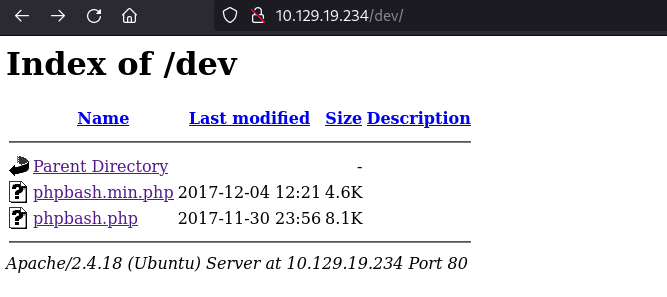 10.129.19.234/dev/
Index of /dev
Name Last modified Size Description
Parent Directory -
phpbash.min.php 2017-12-04 12:21 4.6K
phpbash.php 2017-11-30 23:56 8.1K
Apache/2.4.18 (Ubuntu) Server at 10.129.19.234 Port 80